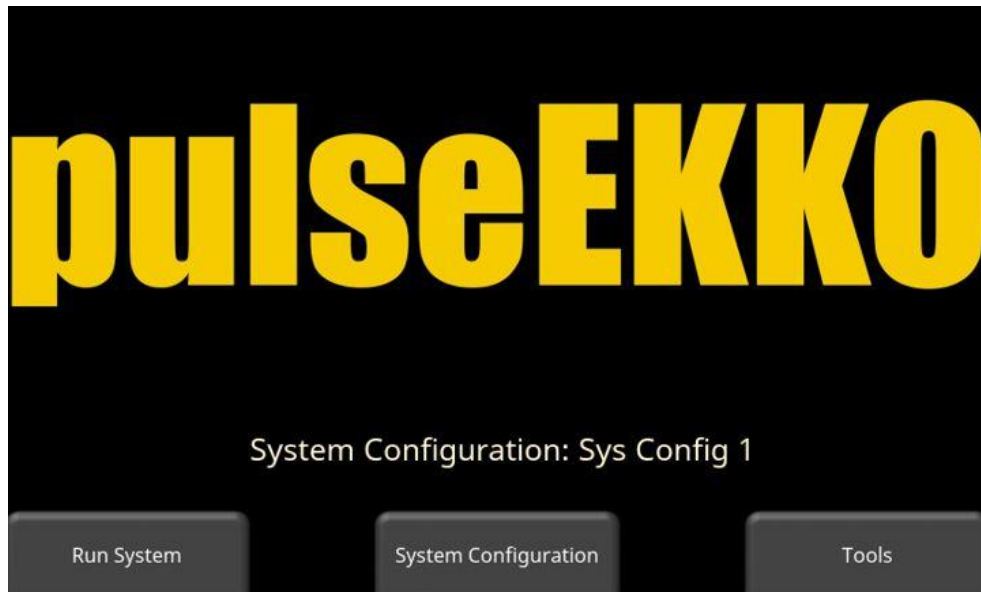 pulseEKKO
System Configuration: Sys Config 1
Run System
System Configuration
Tools